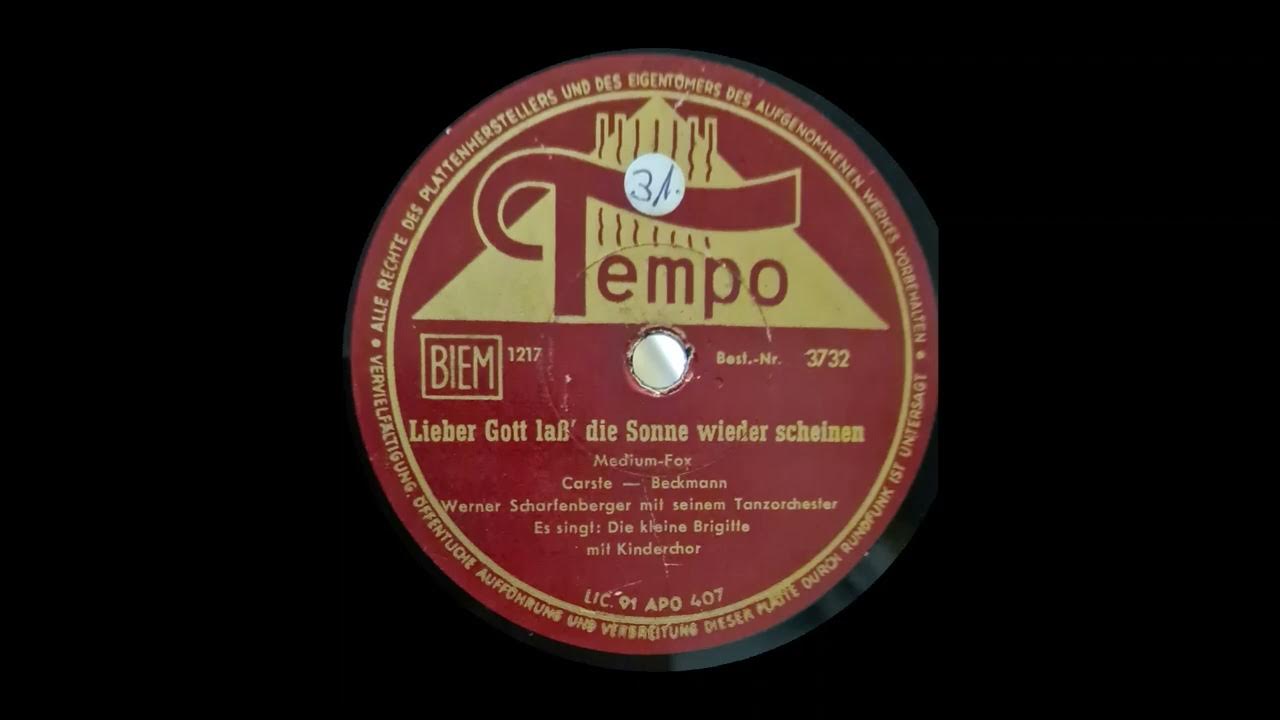 ALLE RECHTE DES PLATTENHERSTELLERS UND DES EIGENTÜMERS DES AUFGENOMMENEN WERKES VORBEHALTEN •
31.
Tempo
BIEM 1217 Best.-Nr. 3732
Lieber Gott laß' die Sonne wieder scheinen
Medium-Fox
Carste — Beckmann
Werner Scharfenberger mit seinem Tanzorchester
Es singt: Die kleine Brigitte
mit Kinderchor
LIC. 91 APO 407
• VERVIELFÄLTIGUNG, ÖFFENTLICHE AUFFÜHRUNG UND VERBREITUNG DIESER PLATTE DURCH RUNDFUNK IST UNTERSAGT